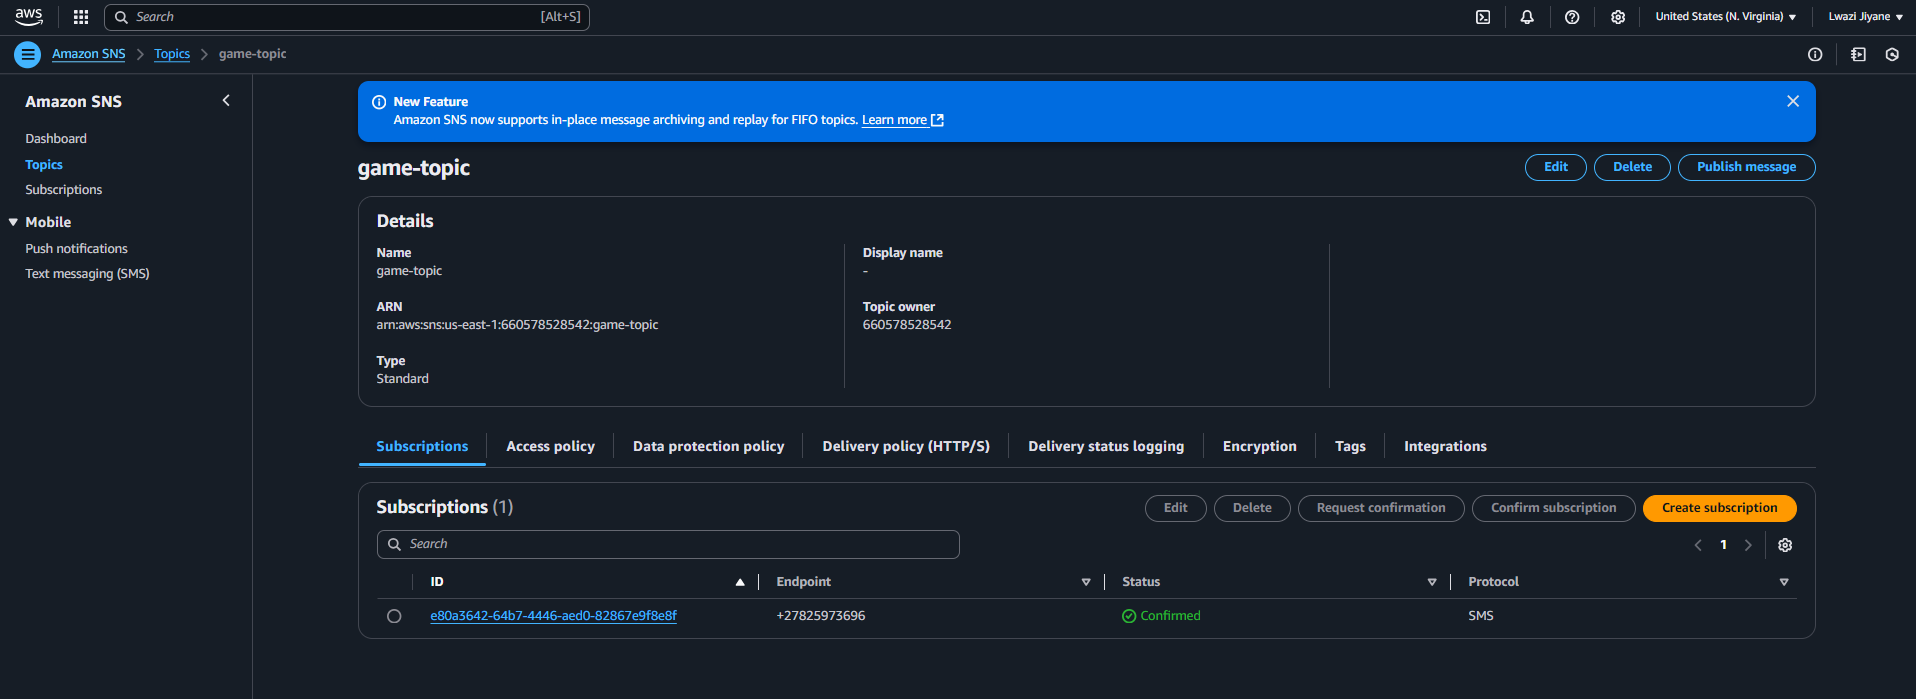 aws
Search [Alt+S]
United States (N. Virginia)
Lwazi Jiyane
Amazon SNS
Topics
game-topic
Amazon SNS
Dashboard
Topics
Subscriptions
Mobile
Push notifications
Text messaging (SMS)
New Feature
Amazon SNS now supports in-place message archiving and replay for FIFO topics. Learn more
game-topic
Edit
Delete
Publish message
Details
Name
game-topic
ARN
arn:aws:sns:us-east-1:660578528542:game-topic
Type
Standard
Display name
-
Topic owner
660578528542
Subscriptions
Access policy
Data protection policy
Delivery policy (HTTP/S)
Delivery status logging
Encryption
Tags
Integrations
Subscriptions (1)
Edit
Delete
Request confirmation
Confirm subscription
Create subscription
Search
1
ID
Endpoint
Status
Protocol
e80a3642-64b7-4446-aed0-82867e9f8e8f
+27825973696
Confirmed
SMS